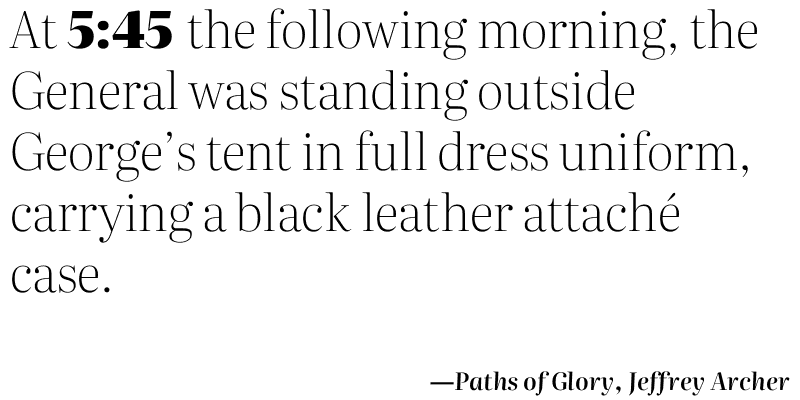 At 5:45 the following morning, the
General was standing outside
George’s tent in full dress uniform,
carrying a black leather attaché
case.
—Paths of Glory, Jeffrey Archer